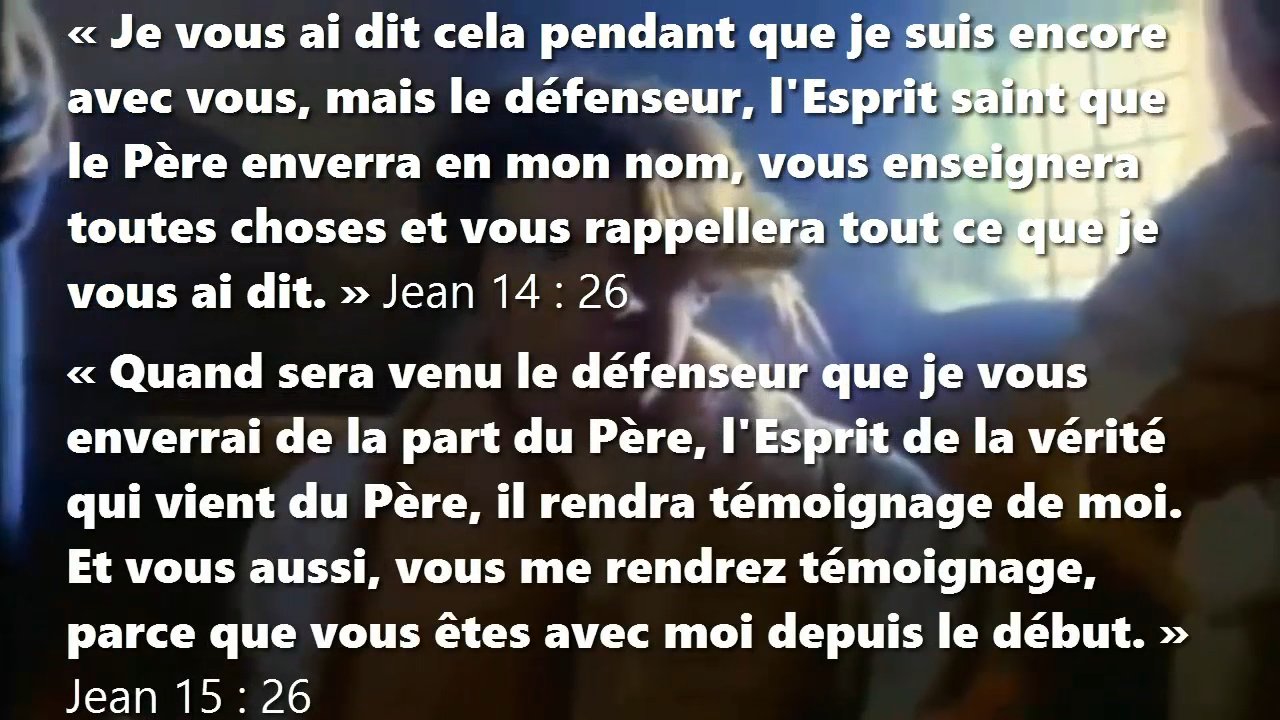 « Je vous ai dit cela pendant que je suis encore
avec vous, mais le défenseur, l'Esprit saint que
le Père enverra en mon nom, vous enseignera
toutes choses et vous rappellera tout ce que je
vous ai dit. » Jean 14 : 26
« Quand sera venu le défenseur que je vous
enverrai de la part du Père, l'Esprit de la vérité
qui vient du Père, il rendra témoignage de moi.
Et vous aussi, vous me rendrez témoignage,
parce que vous êtes avec moi depuis le début. »
Jean 15 : 26